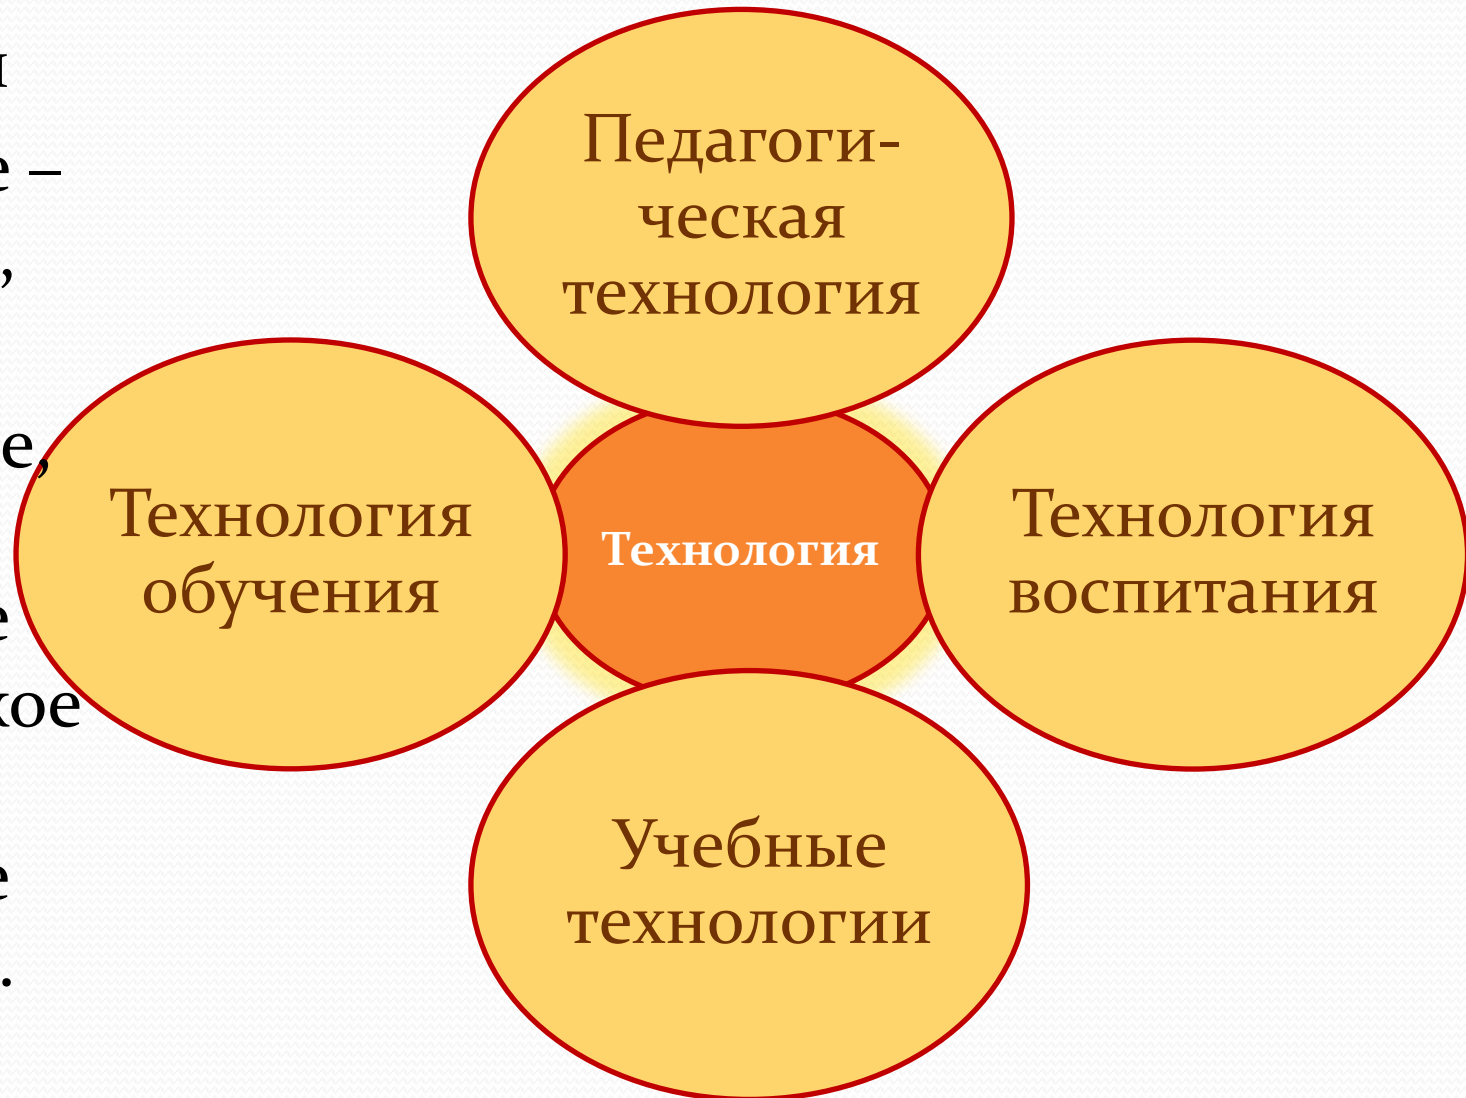 Педагоги-
ческая
технология
Технология
обучения
Технология
Технология
воспитания
Учебные
технологии